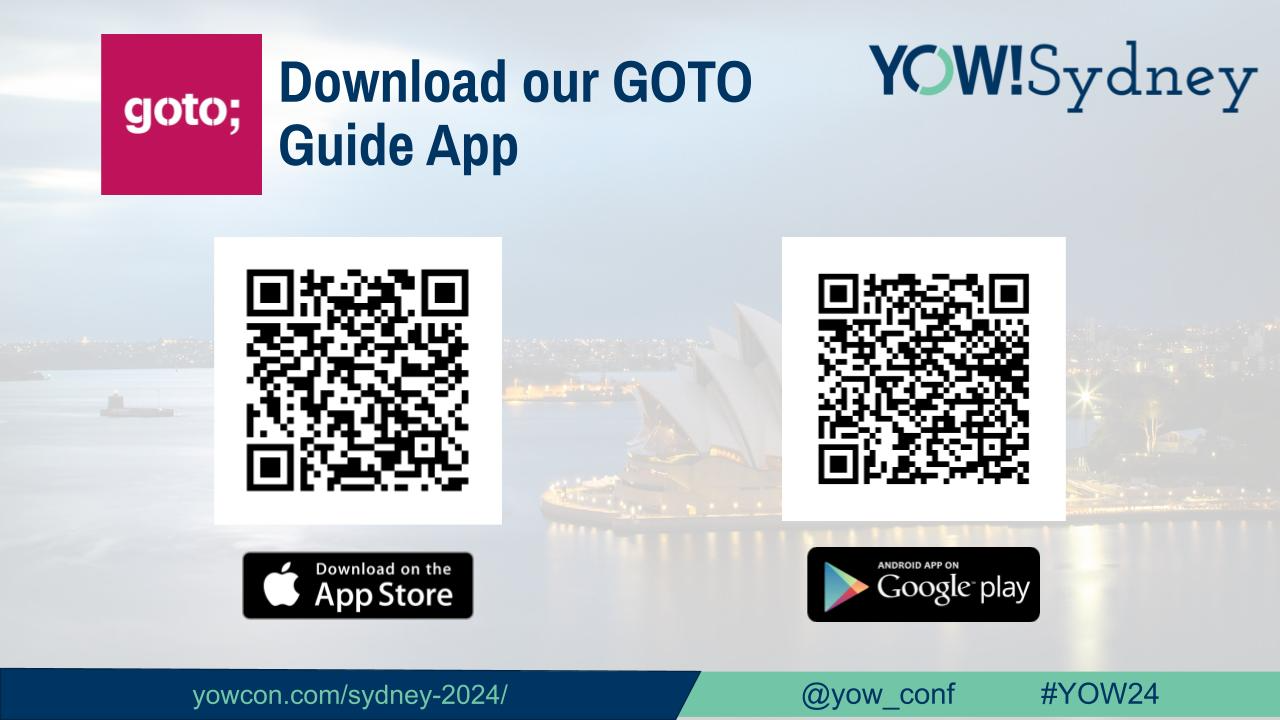 goto;
Download our GOTO
Guide App
YOW!Sydney
Download on the
App Store
ANDROID APP ON
Google play
yowcon.com/sydney-2024/
@yow_conf
#YOW24